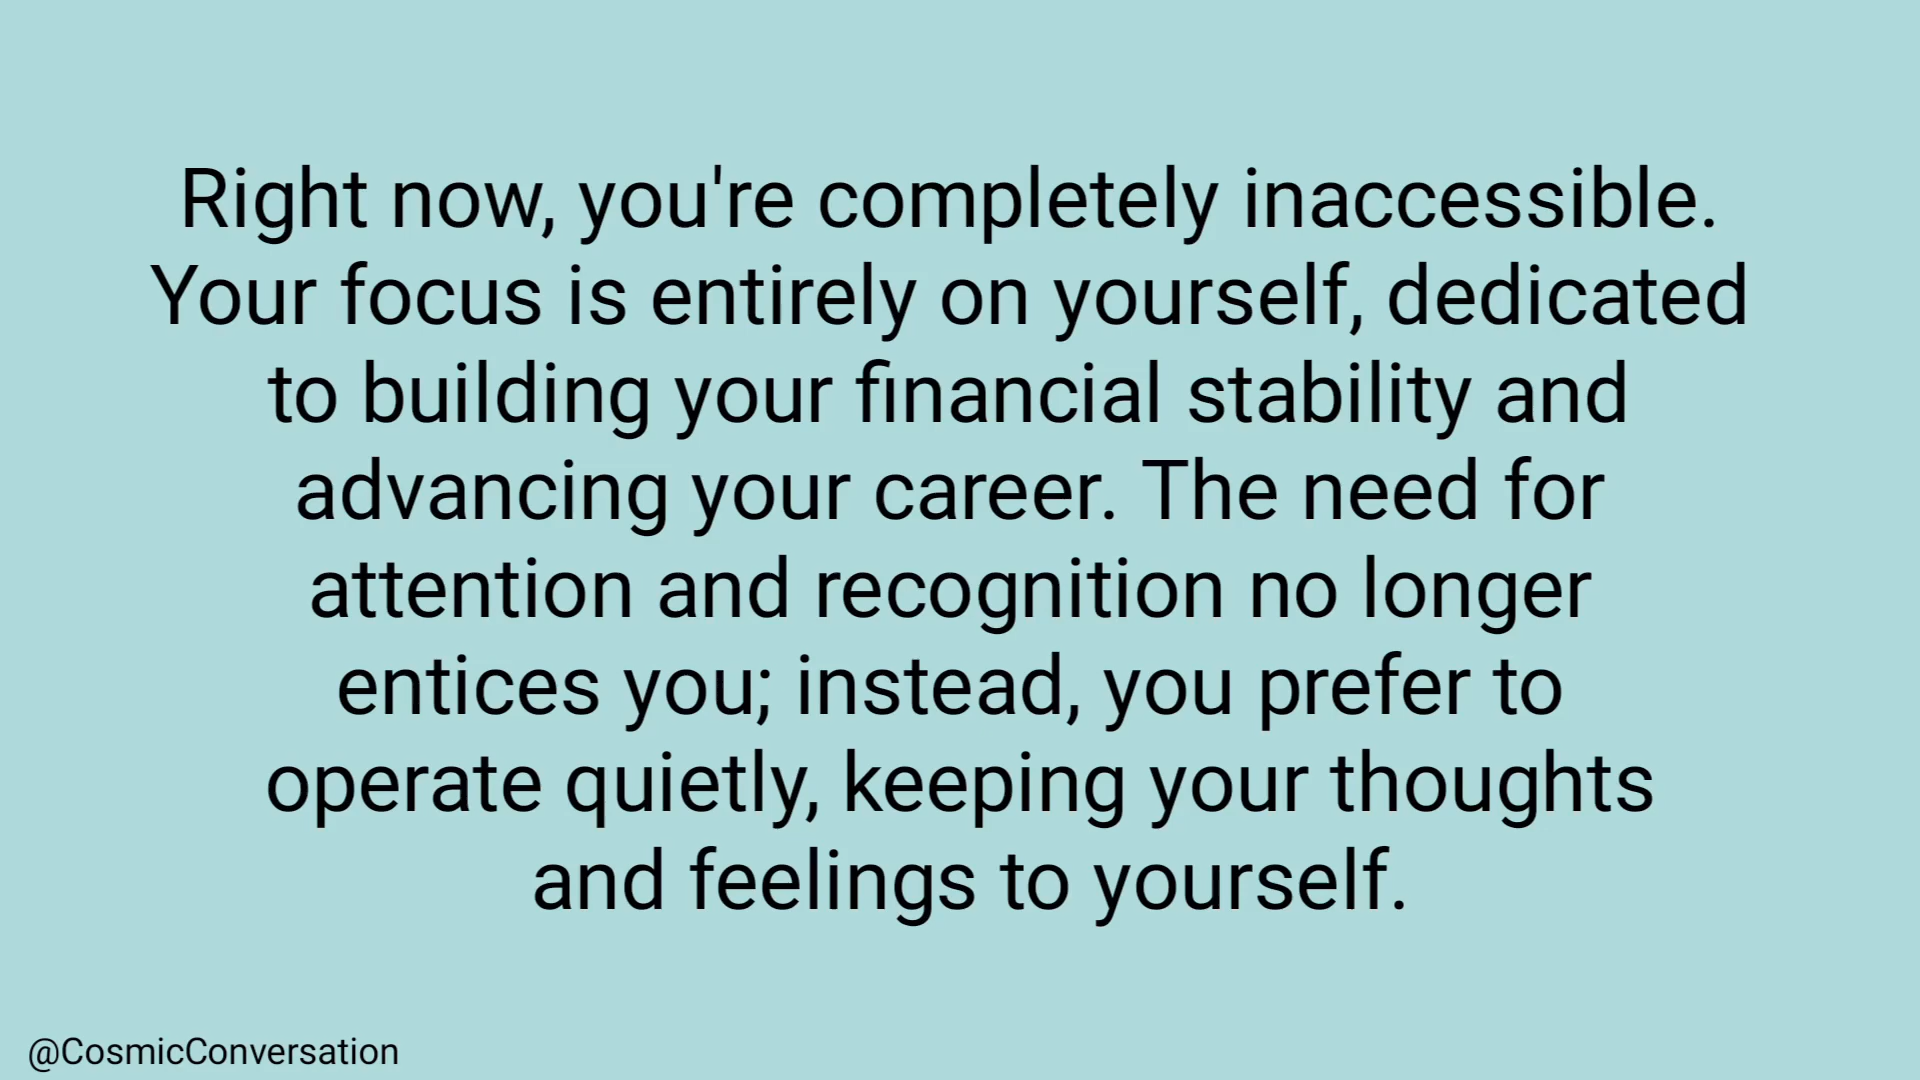 Right now, you're completely inaccessible.
Your focus is entirely on yourself, dedicated
to building your financial stability and
advancing your career. The need for
attention and recognition no longer
entices you; instead, you prefer to
operate quietly, keeping your thoughts
and feelings to yourself.
@CosmicConversation